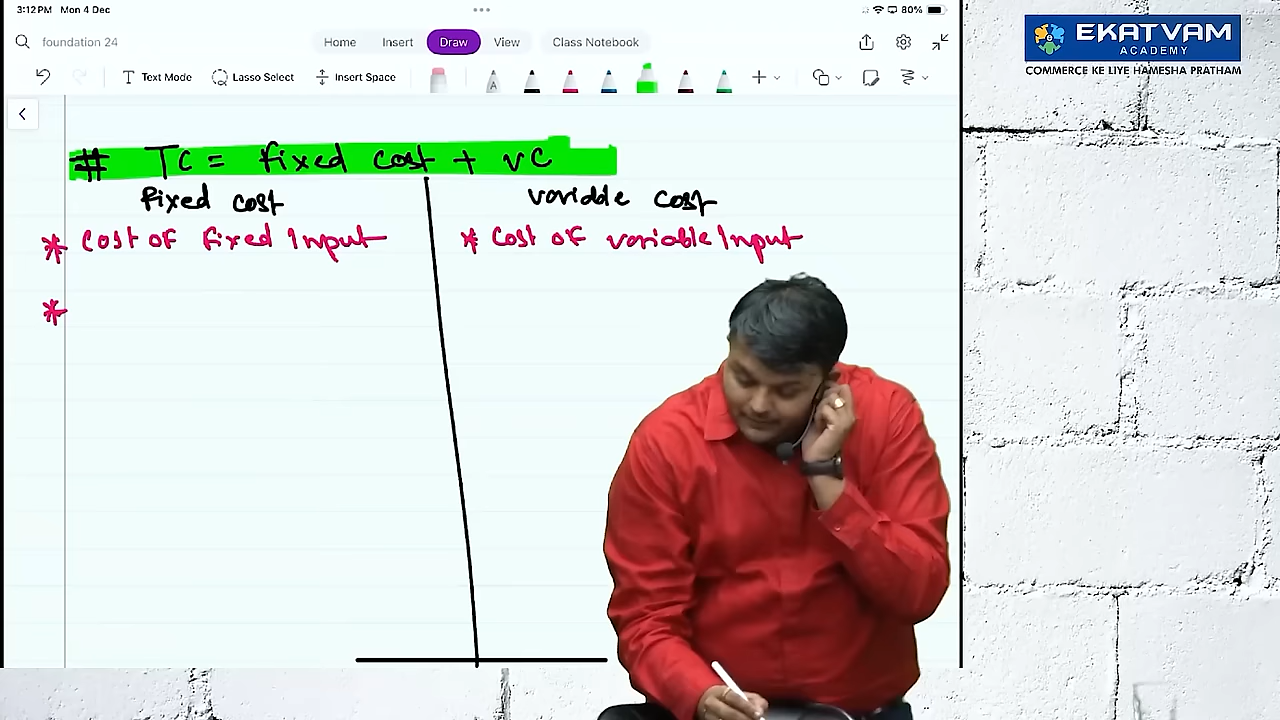 3:12PM Mon 4 Dec
80%
EKATVAM
ACADEMY
COMMERCE KE LIYE HAMESHA PRATHAM
foundation 24
Home Insert Draw View Class Notebook
Text Mode Lasso Select Insert Space
# TC = fixed cost + VC
fixed cost
variable cost
* Cost of fixed Input
* Cost of variable Input
*